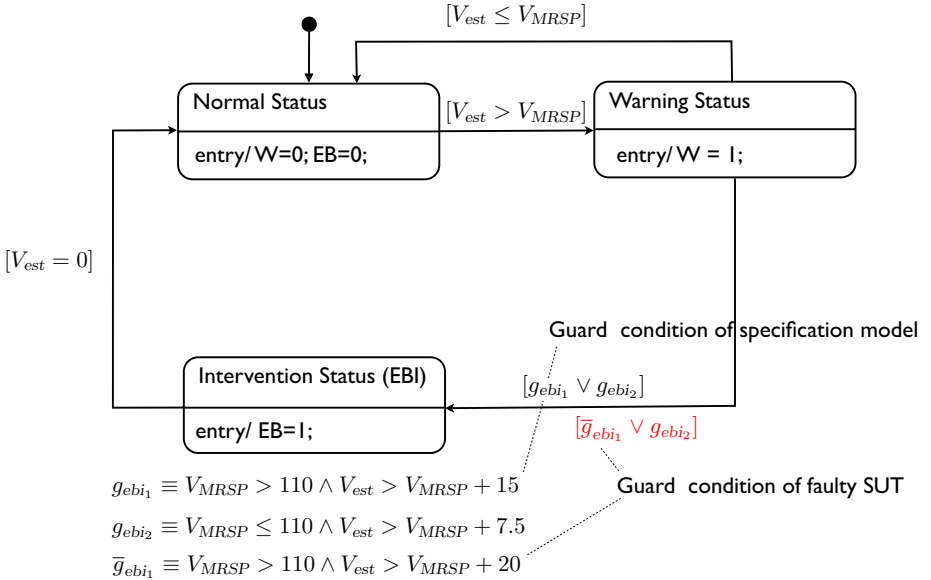 [V_est ≤ V_MRSP]
Normal Status
entry/ W=0; EB=0;
[V_est > V_MRSP]
Warning Status
entry/ W = 1;
[V_est = 0]
Guard condition of specification model
Intervention Status (EBI)
entry/ EB=1;
[g_ebi₁ ∨ g_ebi₂]
[g̅_ebi₁ ∨ g_ebi₂]
g_ebi₁ ≡ V_MRSP > 110 ∧ V_est > V_MRSP + 15
Guard condition of faulty SUT
g_ebi₂ ≡ V_MRSP ≤ 110 ∧ V_est > V_MRSP + 7.5
g̅_ebi₁ ≡ V_MRSP > 110 ∧ V_est > V_MRSP + 20